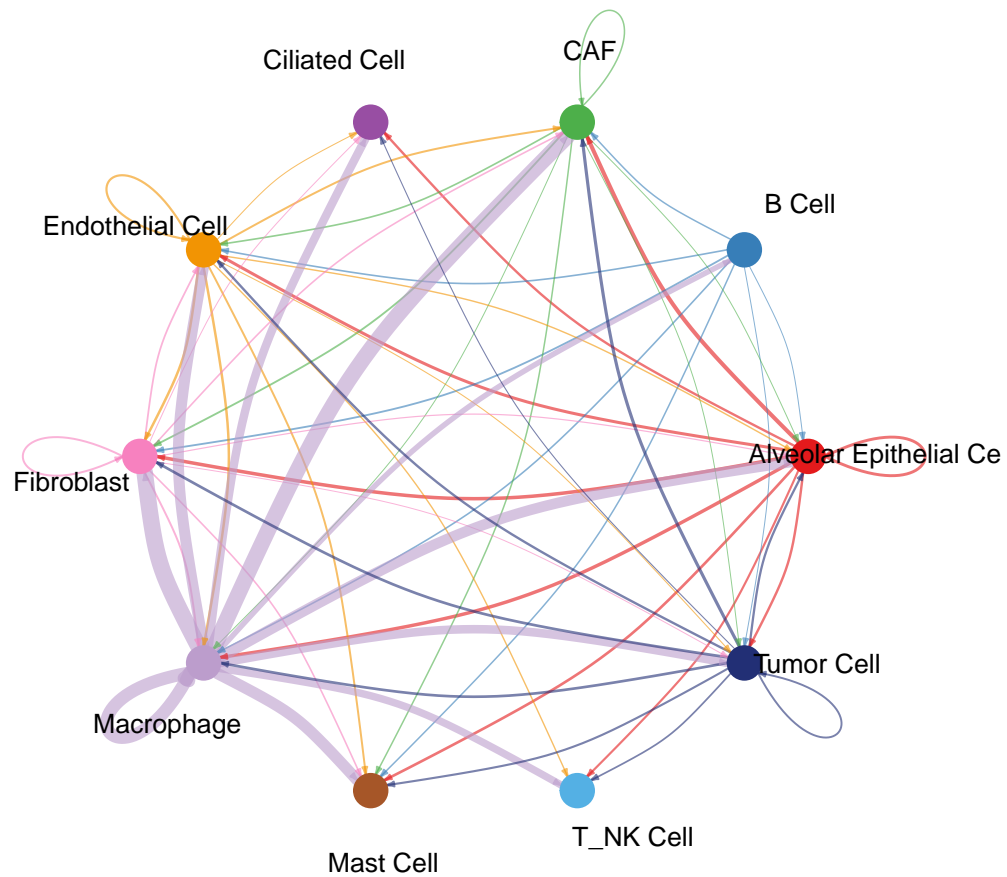 CAF
Ciliated Cell
B Cell
Endothelial Cell
Alveolar Epithelial Ce
Fibroblast
Tumor Cell
Macrophage
T_NK Cell
Mast Cell